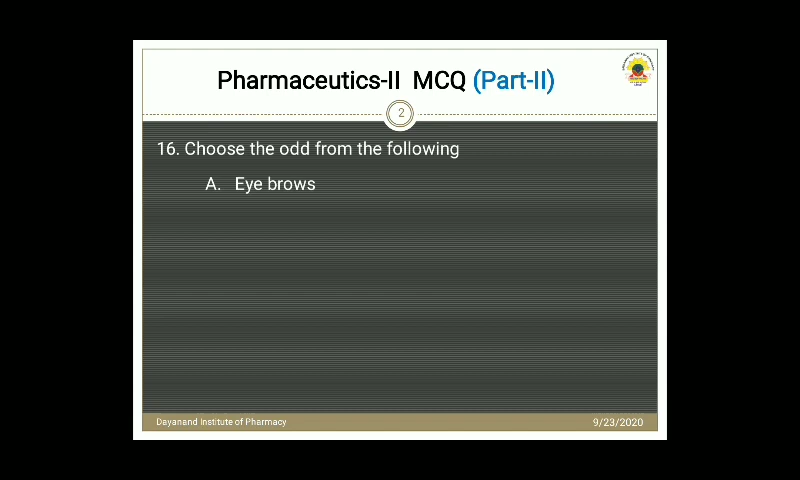 Pharmaceutics-II MCQ (Part-II)
2
16. Choose the odd from the following
A. Eye brows
Dayanand Institute of Pharmacy
9/23/2020